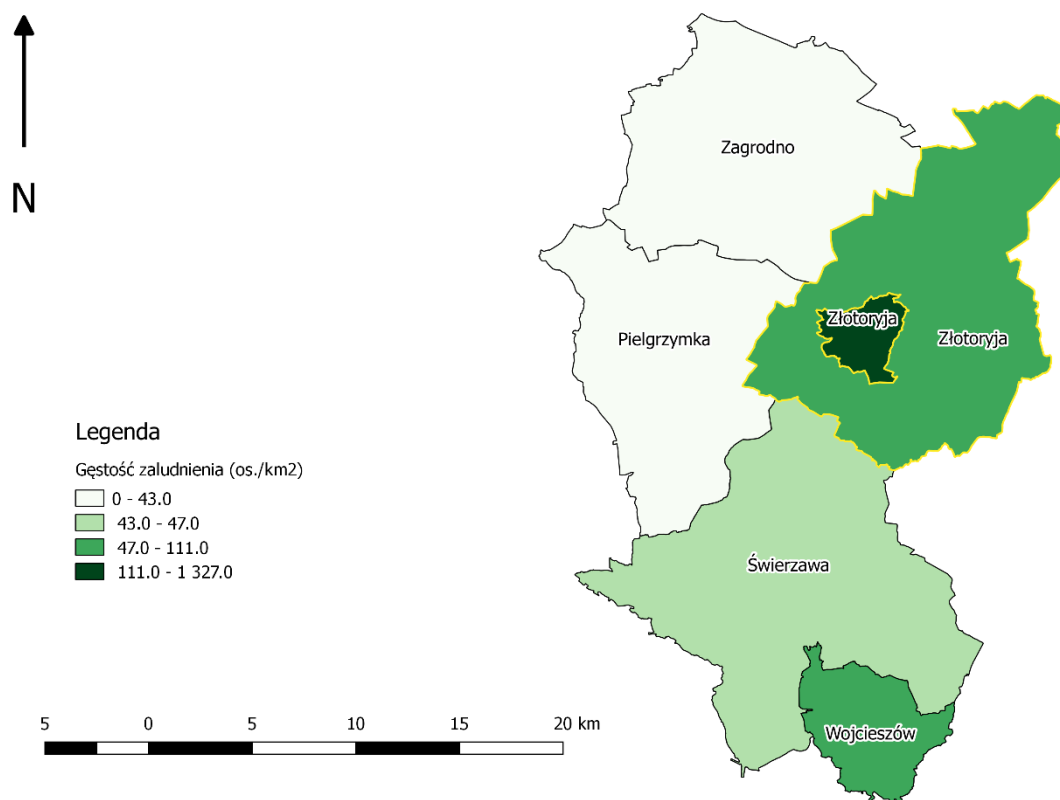 N
Zagrodno
Złotoryja
Pielgrzymka
Złotoryja
Legenda
Gęstość zaludnienia (os./km2)
0 - 43.0
43.0 - 47.0
47.0 - 111.0
111.0 - 1 327.0
Świerzawa
Wojcieszów
5 0 5 10 15 20 km